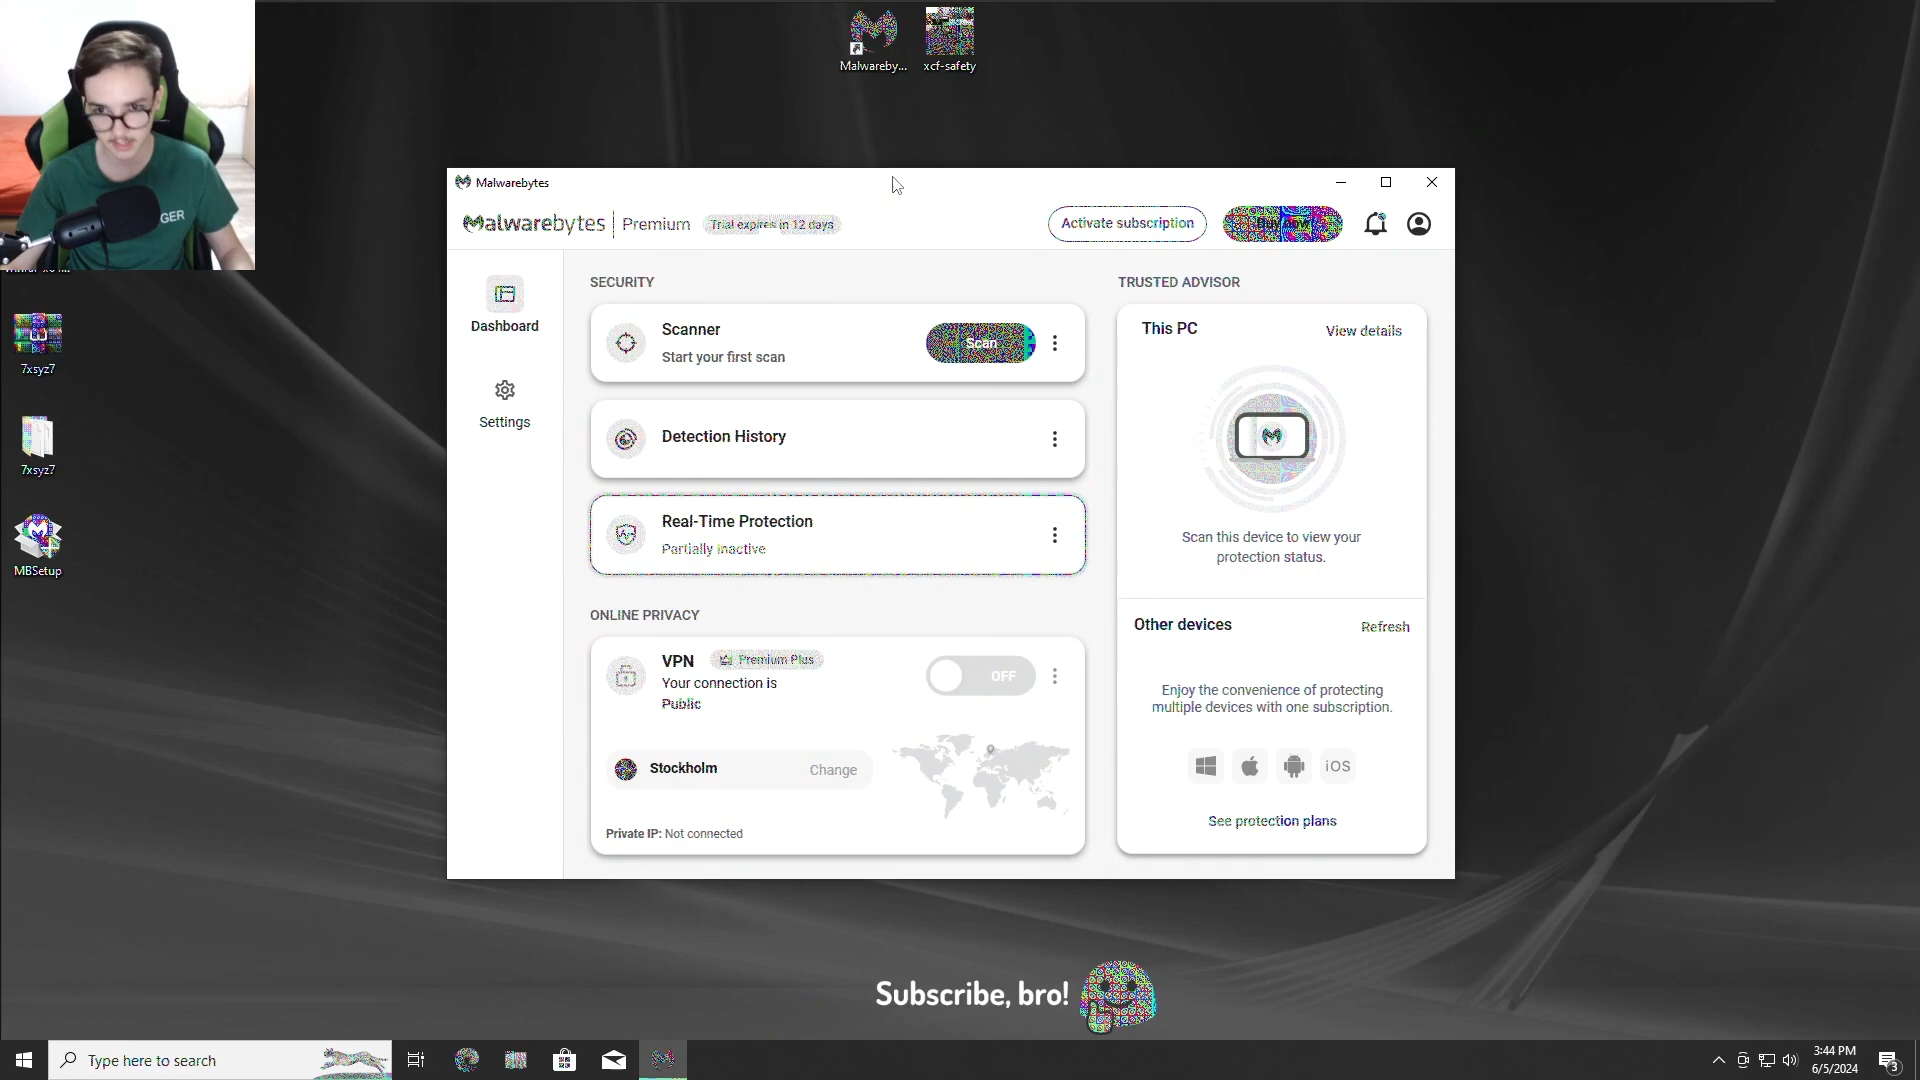 Malwareby...
xcf-safety
GER
Malwarebytes
Malwarebytes
Premium
Trial expires in 12 days
Activate subscription
Buy now
Dashboard
Settings
SECURITY
Scanner
Start your first scan
Scan
Detection History
Real-Time Protection
Partially inactive
ONLINE PRIVACY
VPN
Premium Plus
Your connection is
Public
OFF
Stockholm
Change
Private IP: Not connected
TRUSTED ADVISOR
This PC
View details
Scan this device to view your
protection status.
Other devices
Refresh
Enjoy the convenience of protecting
multiple devices with one subscription.
iOS
See protection plans
7xsyz7
7xsyz7
MBSetup
Subscribe, bro!
Type here to search
3:44 PM
6/5/2024
3